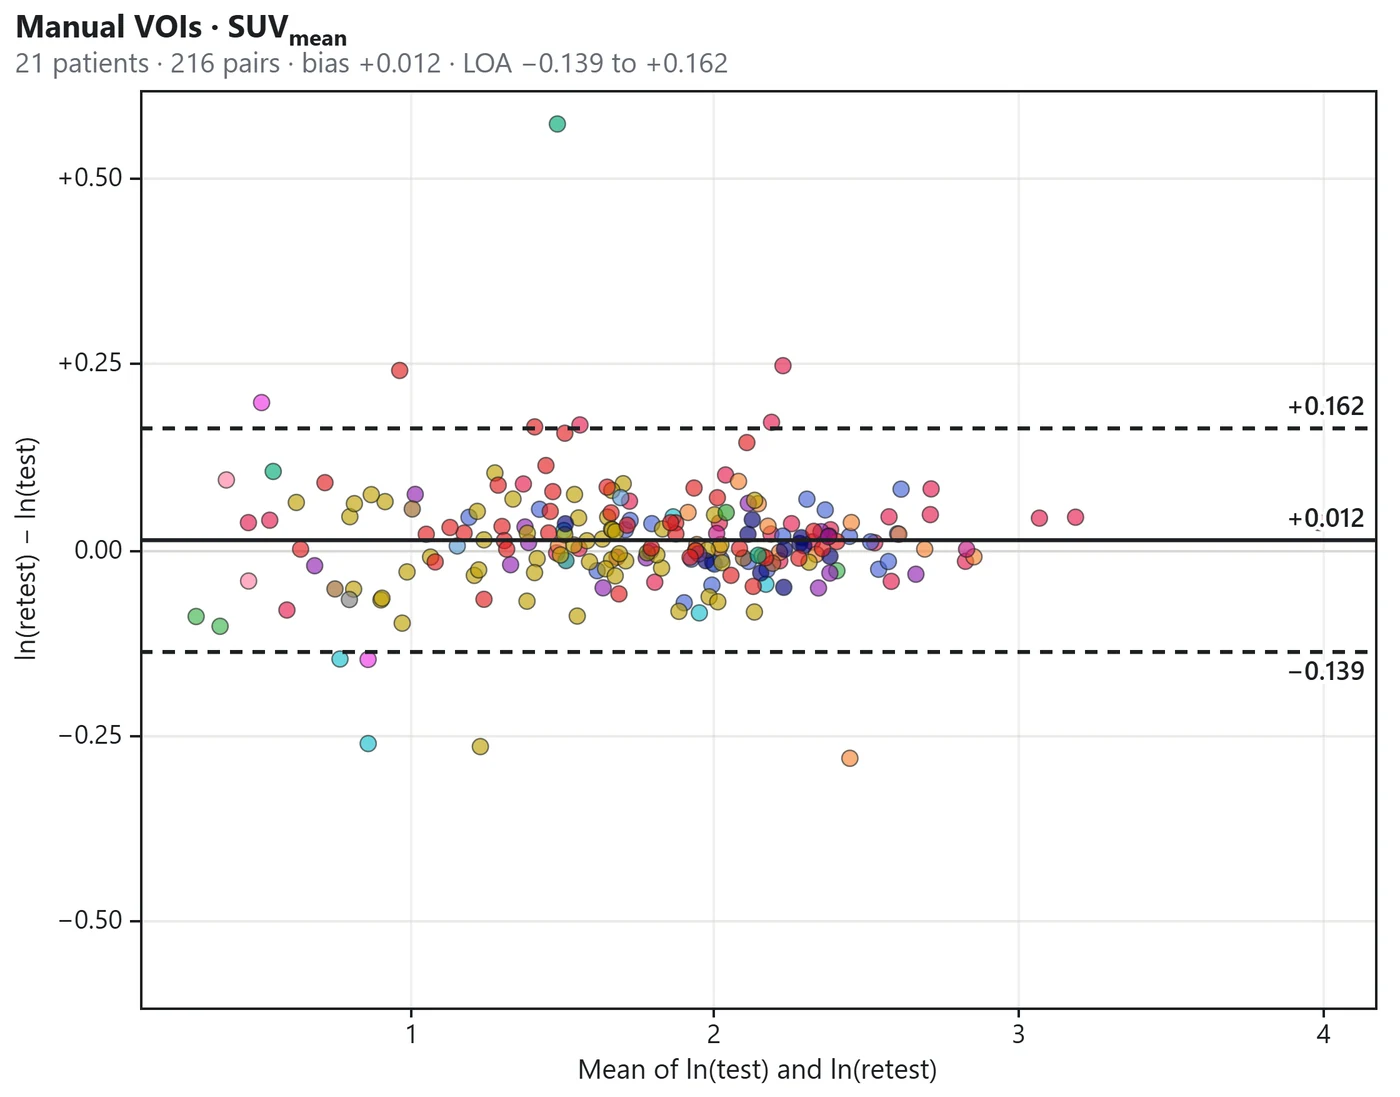 Manual VOIs · SUVmean
21 patients · 216 pairs · bias +0.012 · LOA −0.139 to +0.162
+0.50
+0.25
0.00
−0.25
−0.50
ln(retest) − ln(test)
+0.162
+0.012
−0.139
1 2 3 4
Mean of ln(test) and ln(retest)